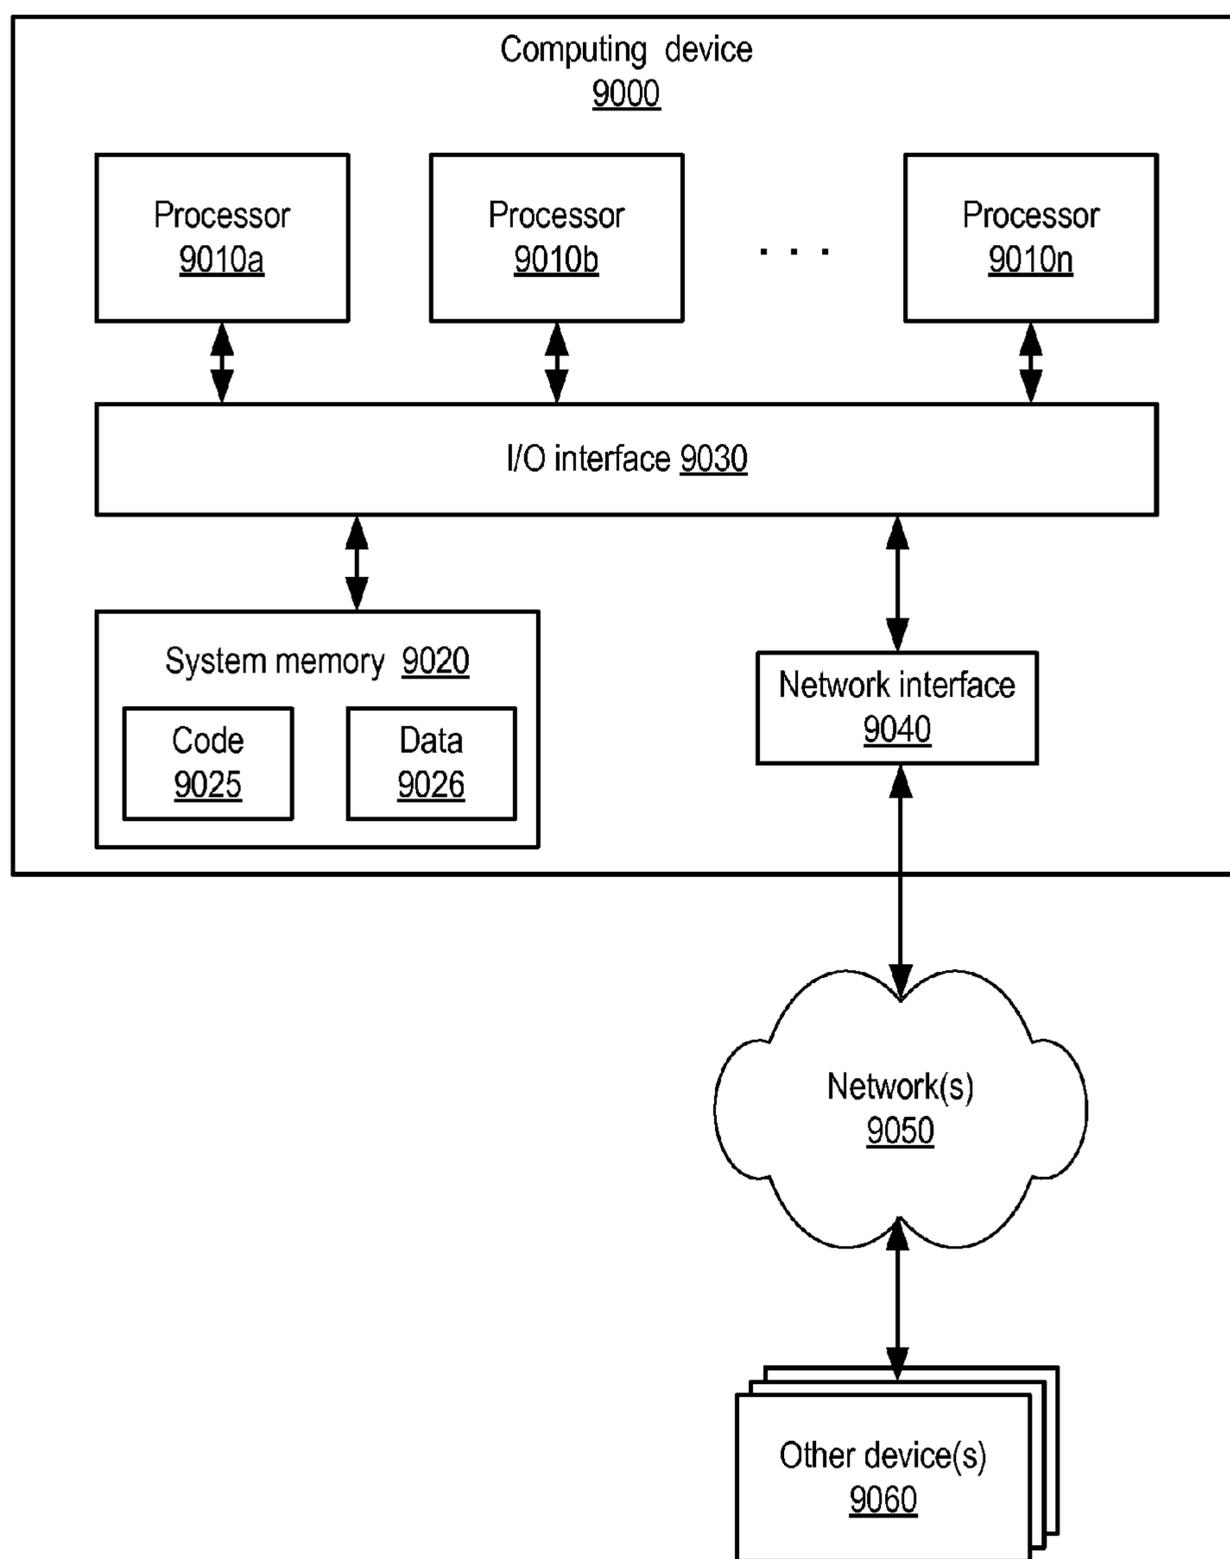 Computing device
9000
Processor
9010a
Processor
9010b
. . .
Processor
9010n
I/O interface 9030
System memory 9020
Code
9025
Data
9026
Network interface
9040
Network(s)
9050
Other device(s)
9060